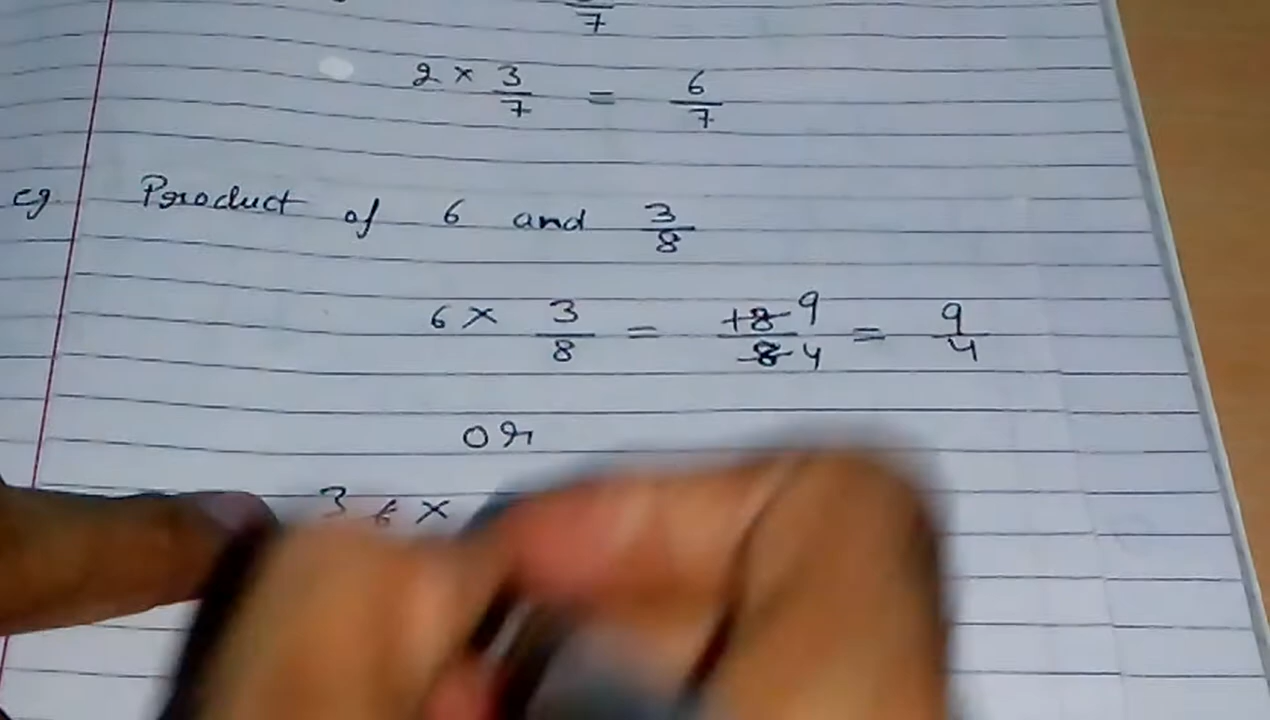 7
2 × 3/7 = 6/7
eg Product of 6 and 3/8
6 × 3/8 = 18 9/8 4 = 9/4
or
3 6 ×